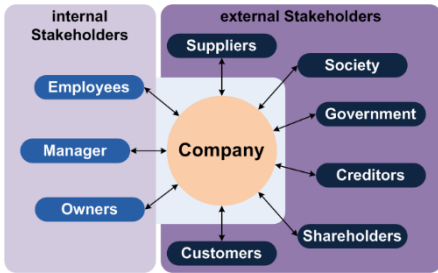 internal
Stakeholders
external Stakeholders
Suppliers
Society
Employees
Government
Manager
Company
Creditors
Owners
Shareholders
Customers